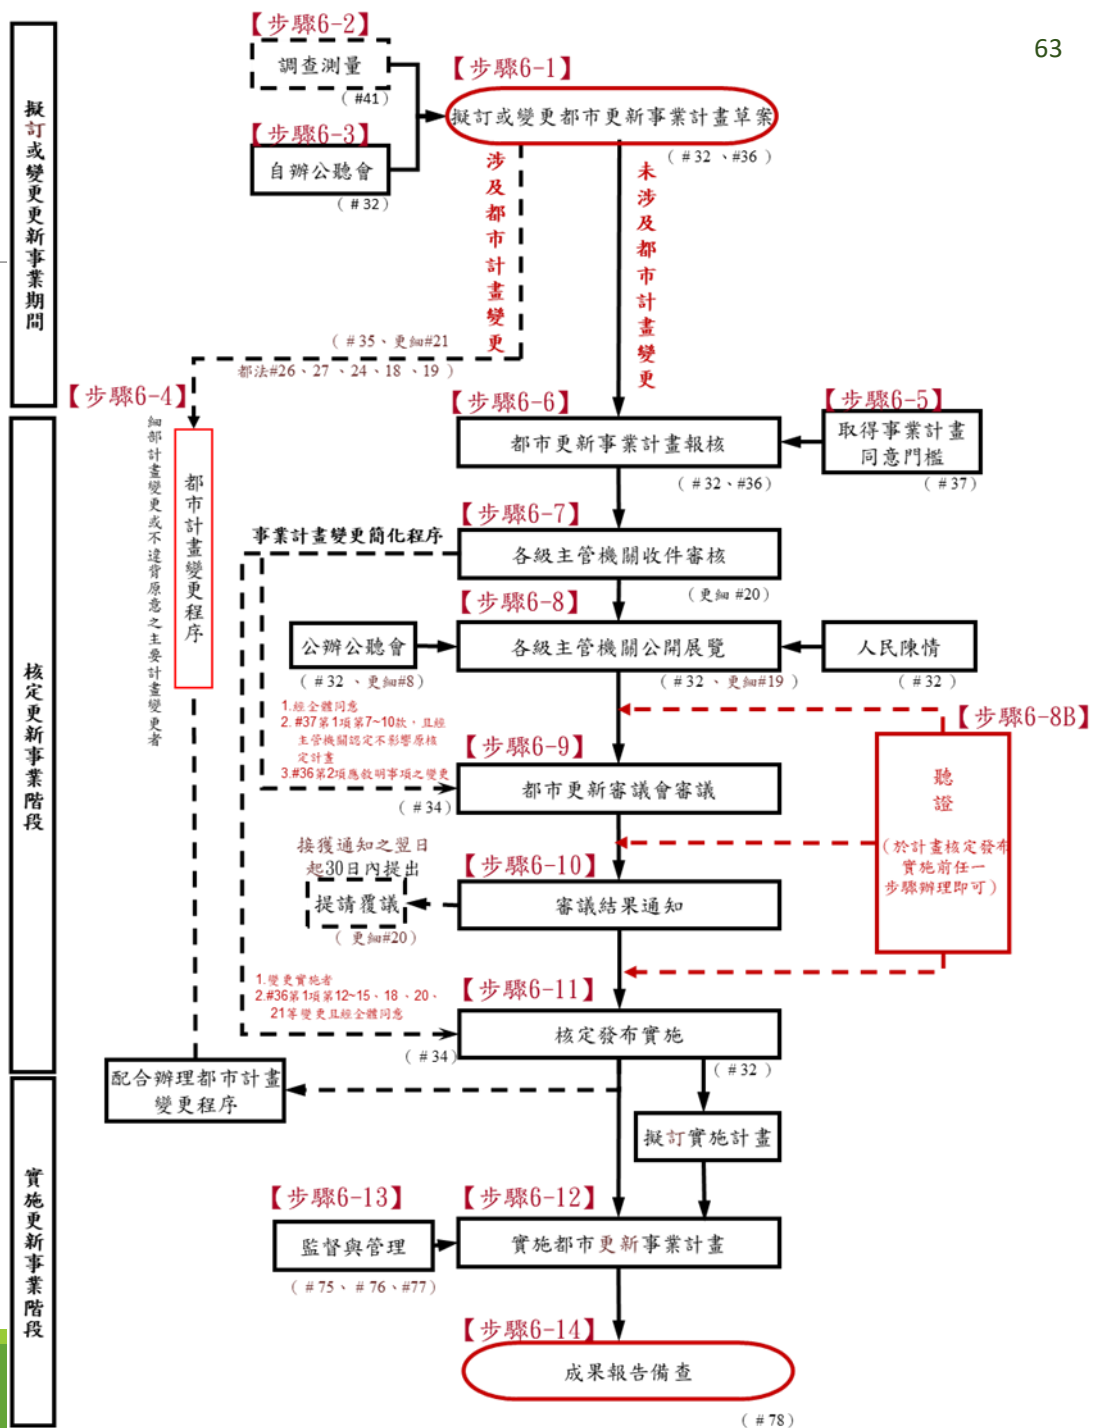 63
【步驟6-2】
調查測量
（#41）
【步驟6-1】
擬訂或變更都市更新事業計畫草案
（#32、#36）
【步驟6-3】
自辦公聽會
（#32）
擬訂或變更更新事業期間
涉及都市計畫變更
未涉及都市計畫變更
（#35、更細#21
都法#26、27、24、18、19）
【步驟6-4】
都市計畫變更程序
細部計畫變更或不違背原意之主要計畫變更者
【步驟6-6】
都市更新事業計畫報核
（#32、#36）
【步驟6-5】
取得事業計畫
同意門檻
（#37）
【步驟6-7】
事業計畫變更簡化程序
各級主管機關收件審核
（更細 #20）
【步驟6-8】
公辦公聽會
（#32、更細#8）
各級主管機關公開展覽
（#32、更細#19）
人民陳情
（#32）
核定更新事業階段
1.經全體同意
2. #37第1項第7~10款，且經
主管機關認定不影響原核
定計畫
3.#36第2項應敘明事項之變更
（#34）
【步驟6-9】
都市更新審議會審議
【步驟6-8B】
聽
證
（於計畫核定發布
實施前任一
步驟辦理即可）
接獲通知之翌日
起30日內提出
提請覆議
（更細#20）
【步驟6-10】
審議結果通知
1.變更實施者
2.#36第1項第12~15、18、20、
21等變更且經全體同意
（#34）
【步驟6-11】
核定發布實施
（#32）
配合辦理都市計畫
變更程序
擬訂實施計畫
實施更新事業階段
【步驟6-13】
監督與管理
（#75、#76、#77）
【步驟6-12】
實施都市更新事業計畫
【步驟6-14】
成果報告備查
（#78）